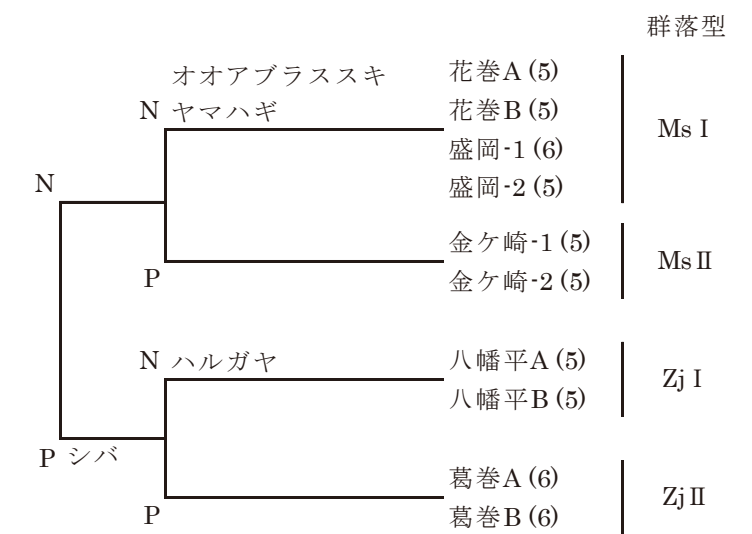 群落型
オオアブラススキ
N ヤマハギ
花巻A (5)
花巻B (5)
盛岡-1 (6)
盛岡-2 (5)
Ms Ⅰ
N
P
金ケ崎-1 (5)
金ケ崎-2 (5)
Ms Ⅱ
N ハルガヤ
八幡平A (5)
八幡平B (5)
Zj Ⅰ
P シバ
P
葛巻A (6)
葛巻B (6)
Zj Ⅱ